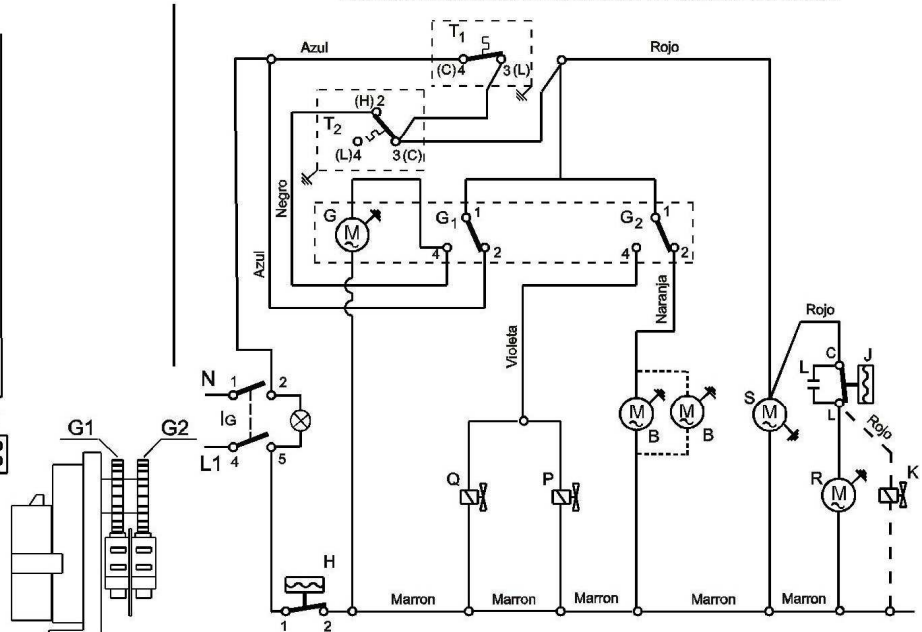 T1
Azul
Rojo
(C)4
3(L)
(H)2
T2
(L)4
3(C)
Negro
Azul
G
M
G1
1
4
2
G2
1
4
2
Violeta
Naranja
Rojo
C
J
L
L
Rojo
N
1
2
IG
L1
4
5
G1
G2
M
B
M
B
S
M
Q
P
R
M
K
H
1
2
Marron
Marron
Marron
Marron
Marron